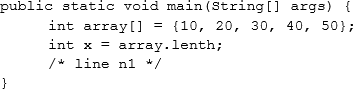 public static void main(String[] args) {
int array[] = {10, 20, 30, 40, 50};
int x = array.lenth;
/* line n1 */
}